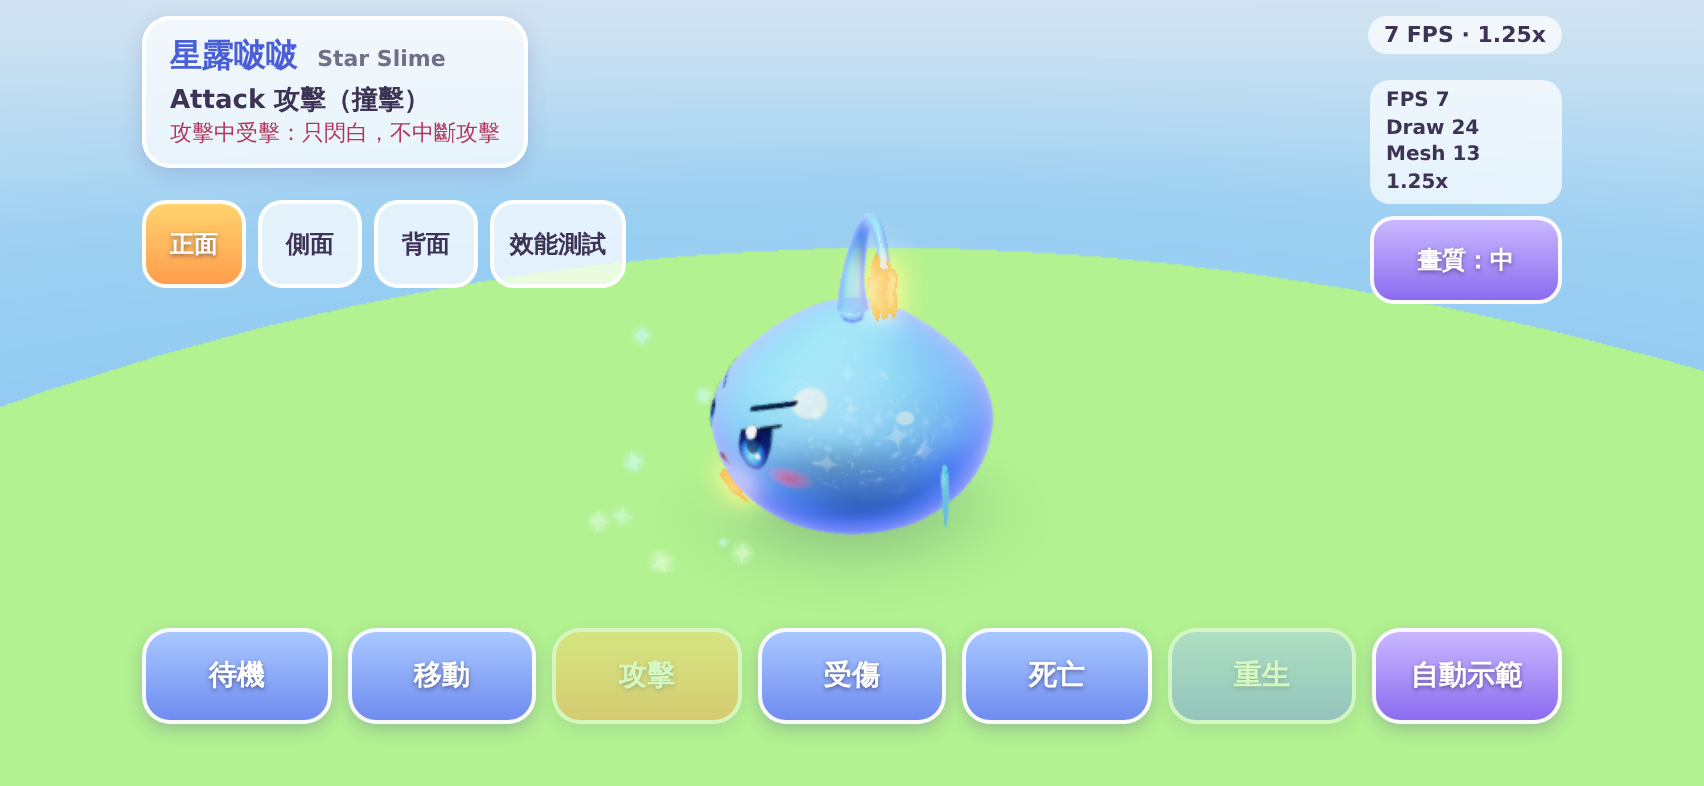 星露啵啵 Star Slime
Attack 攻擊（撞擊）
攻擊中受擊：只閃白，不中斷攻擊
7 FPS · 1.25x
FPS 7
Draw 24
Mesh 13
1.25x
正面
側面
背面
效能測試
畫質：中
待機
移動
攻擊
受傷
死亡
重生
自動示範